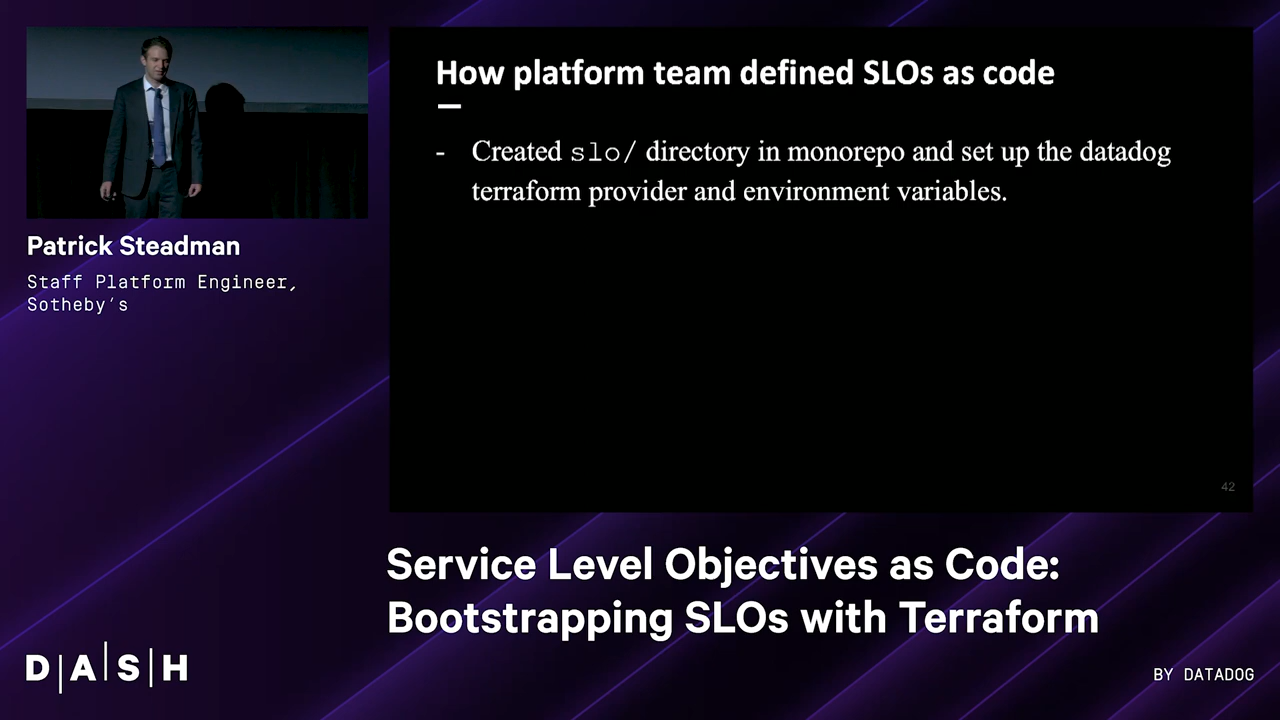 How platform team defined SLOs as code
- Created slo/ directory in monorepo and set up the datadog
terraform provider and environment variables.
42
Patrick Steadman
Staff Platform Engineer,
Sotheby's
Service Level Objectives as Code:
Bootstrapping SLOs with Terraform
D|A|S|H
BY DATADOG